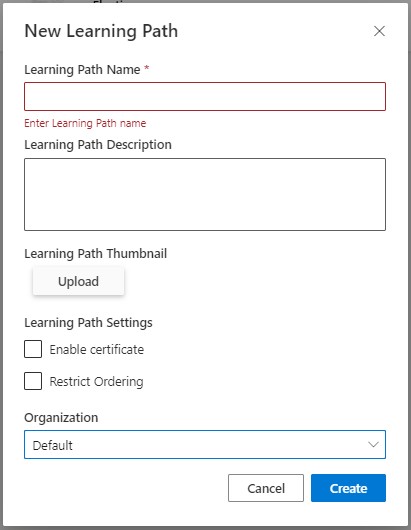 New Learning Path
Learning Path Name *
Enter Learning Path name
Learning Path Description
Learning Path Thumbnail
Upload
Learning Path Settings
Enable certificate
Restrict Ordering
Organization
Default
Cancel Create